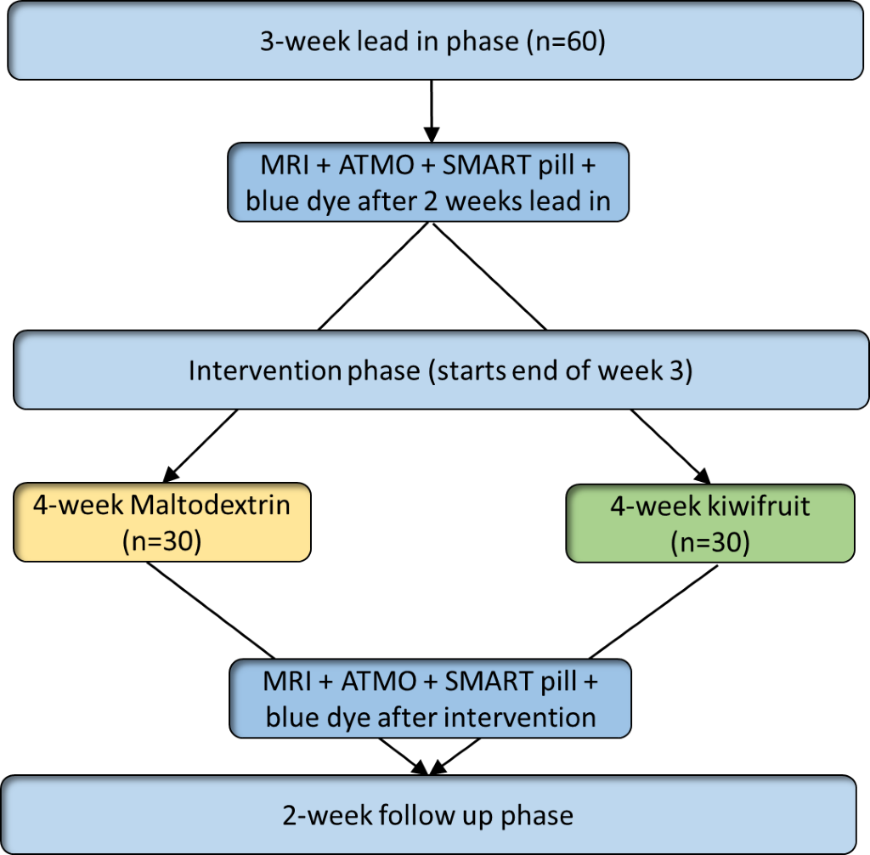 3-week lead in phase (n=60)
MRI + ATMO + SMART pill +
blue dye after 2 weeks lead in
Intervention phase (starts end of week 3)
4-week Maltodextrin
(n=30)
4-week kiwifruit
(n=30)
MRI + ATMO + SMART pill +
blue dye after intervention
2-week follow up phase